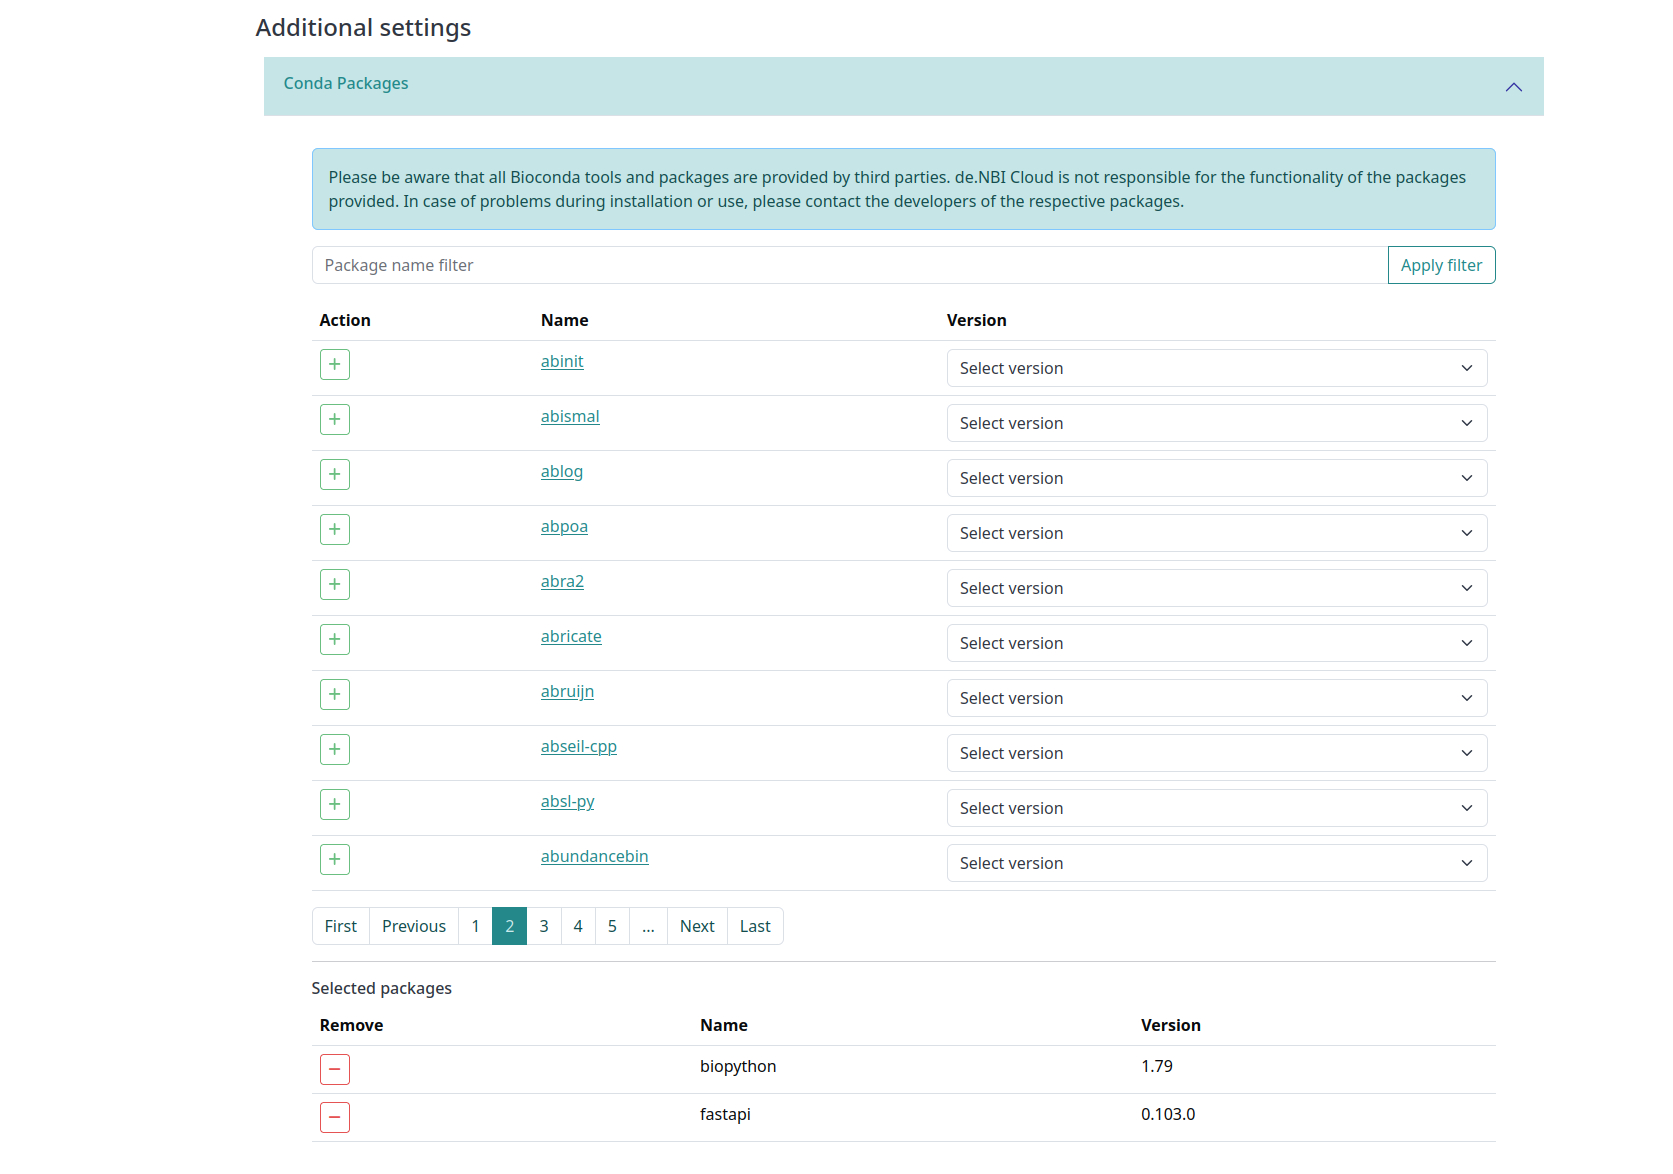 Additional settings
Conda Packages
Please be aware that all Bioconda tools and packages are provided by third parties. de.NBI Cloud is not responsible for the functionality of the packages
provided. In case of problems during installation or use, please contact the developers of the respective packages.
Package name filter Apply filter
Action Name Version
+ abinit Select version
+ abismal Select version
+ ablog Select version
+ abpoa Select version
+ abra2 Select version
+ abricate Select version
+ abruijn Select version
+ abseil-cpp Select version
+ absl-py Select version
+ abundancebin Select version
First Previous 1 2 3 4 5 ... Next Last
Selected packages
Remove Name Version
− biopython 1.79
− fastapi 0.103.0